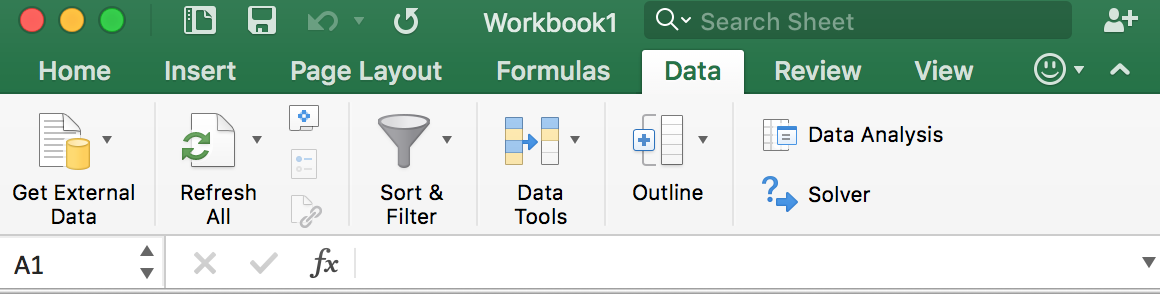 Workbook1
Search Sheet
Home Insert Page Layout Formulas Data Review View
Get External
Data
Refresh
All
Sort &
Filter
Data
Tools
Outline
Data Analysis
Solver
A1
fx